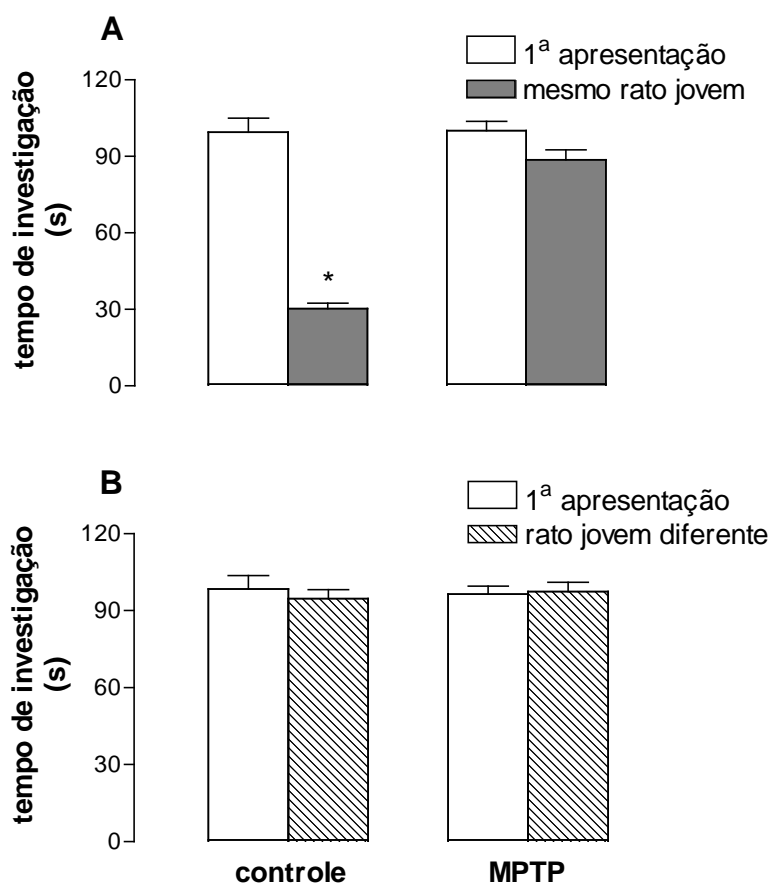 A
1ª apresentação
mesmo rato jovem
tempo de investigação
(s)
120
90
60
30
0
*
B
1ª apresentação
rato jovem diferente
tempo de investigação
(s)
120
90
60
30
0
controle MPTP